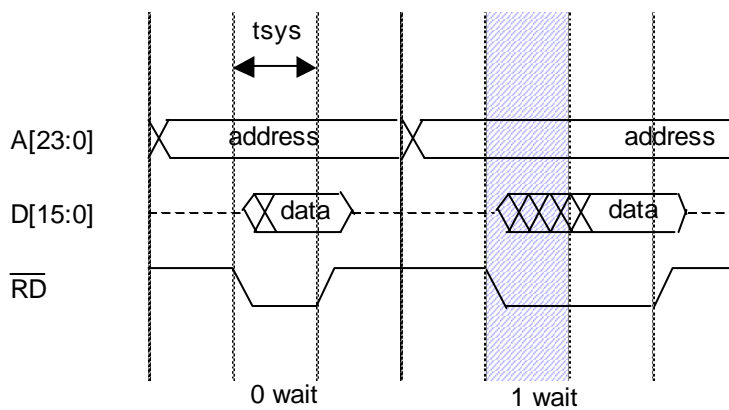 tsys
A[23:0] address address
D[15:0] data data
RD
0 wait 1 wait